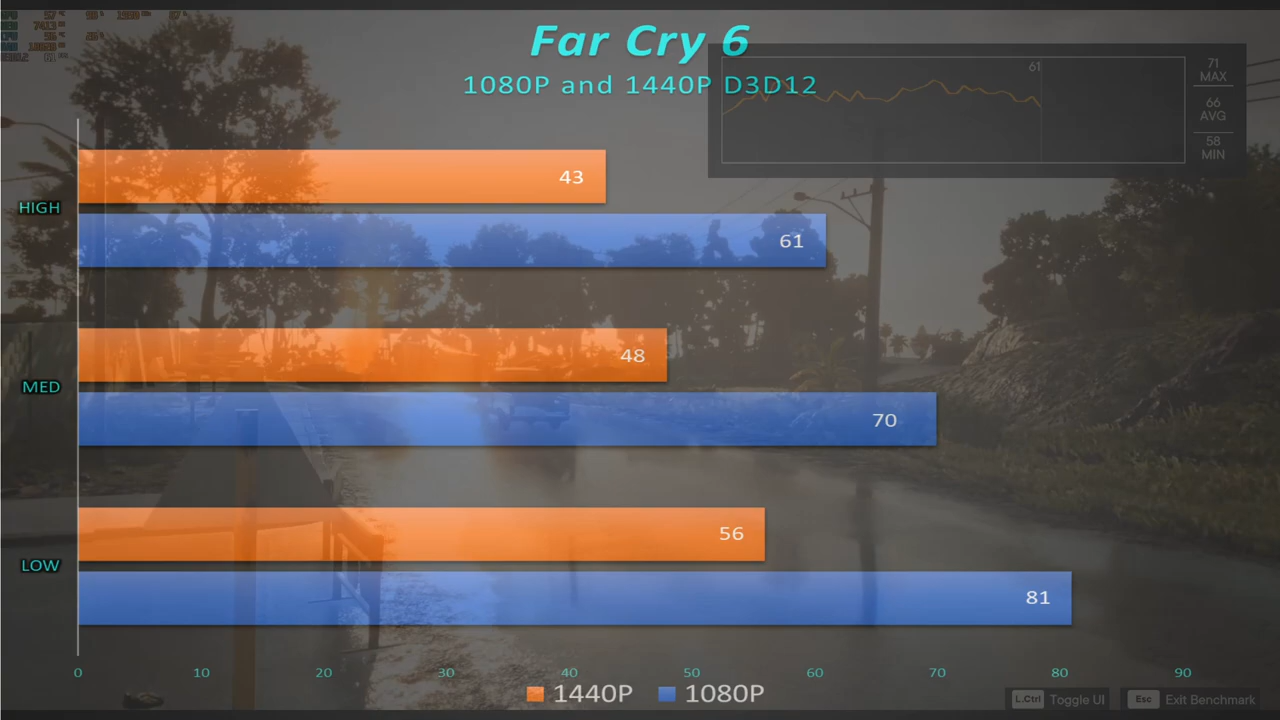 Far Cry 6
1080P and 1440P D3D12
61
71
MAX
66
AVG
58
MIN
HIGH
43
61
MED
48
70
LOW
56
81
0 10 20 30 40 50 60 70 80 90
1440P 1080P
L.Ctrl Toggle UI Esc Exit Benchmark